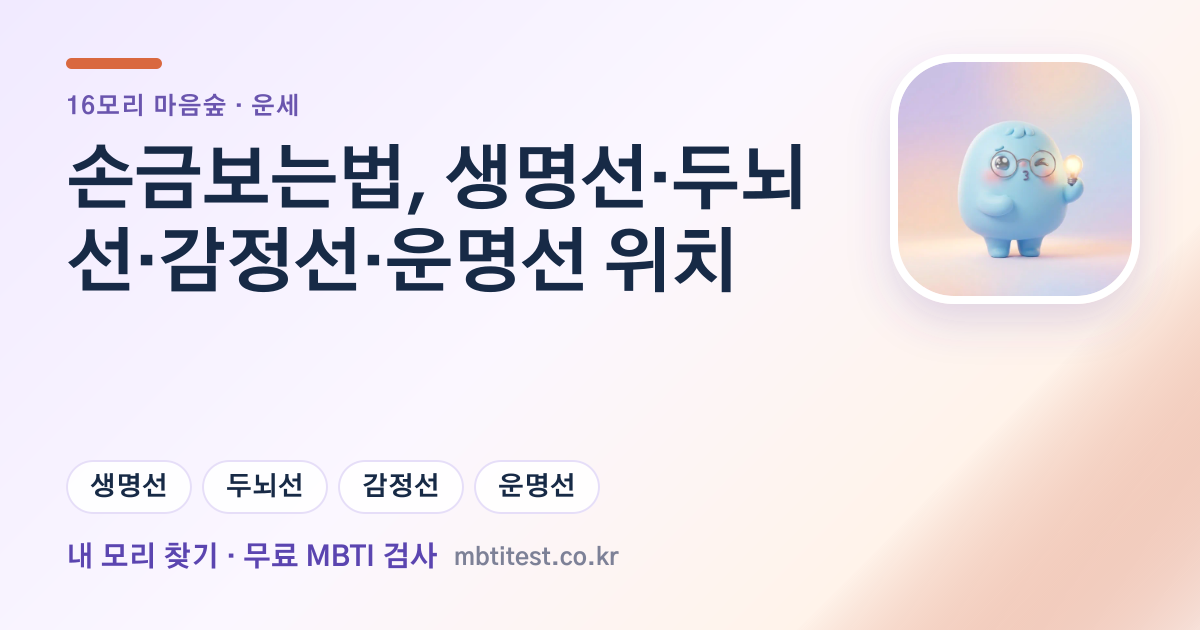 16모리 마음숲 · 운세
손금보는법, 생명선·두뇌
선·감정선·운명선 위치
생명선 두뇌선 감정선 운명선
내 모리 찾기 · 무료 MBTI 검사 mbtitest.co.kr